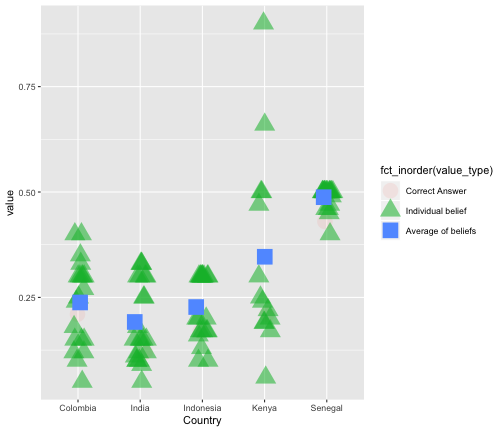 0.75
0.50
0.25
value
Colombia
India
Indonesia
Kenya
Senegal
Country
fct_inorder(value_type)
Correct Answer
Individual belief
Average of beliefs